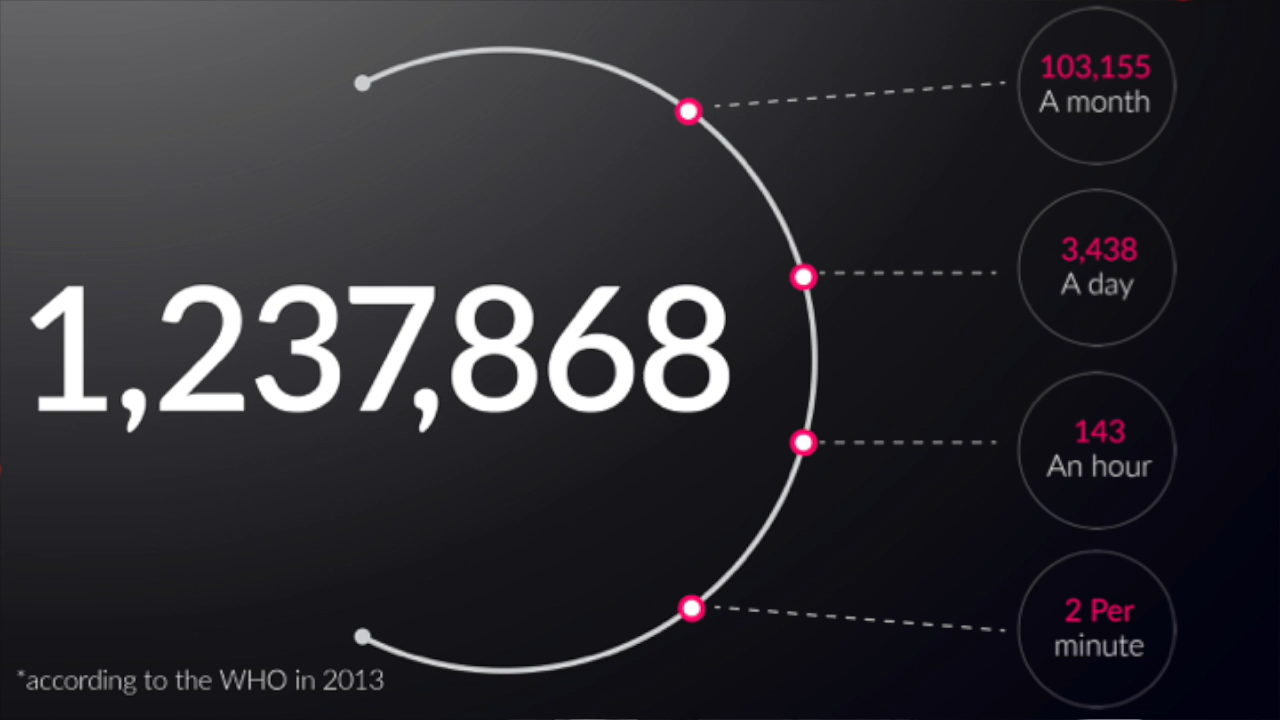 1,237,868
103,155
A month
3,438
A day
143
An hour
2 Per
minute
*according to the WHO in 2013